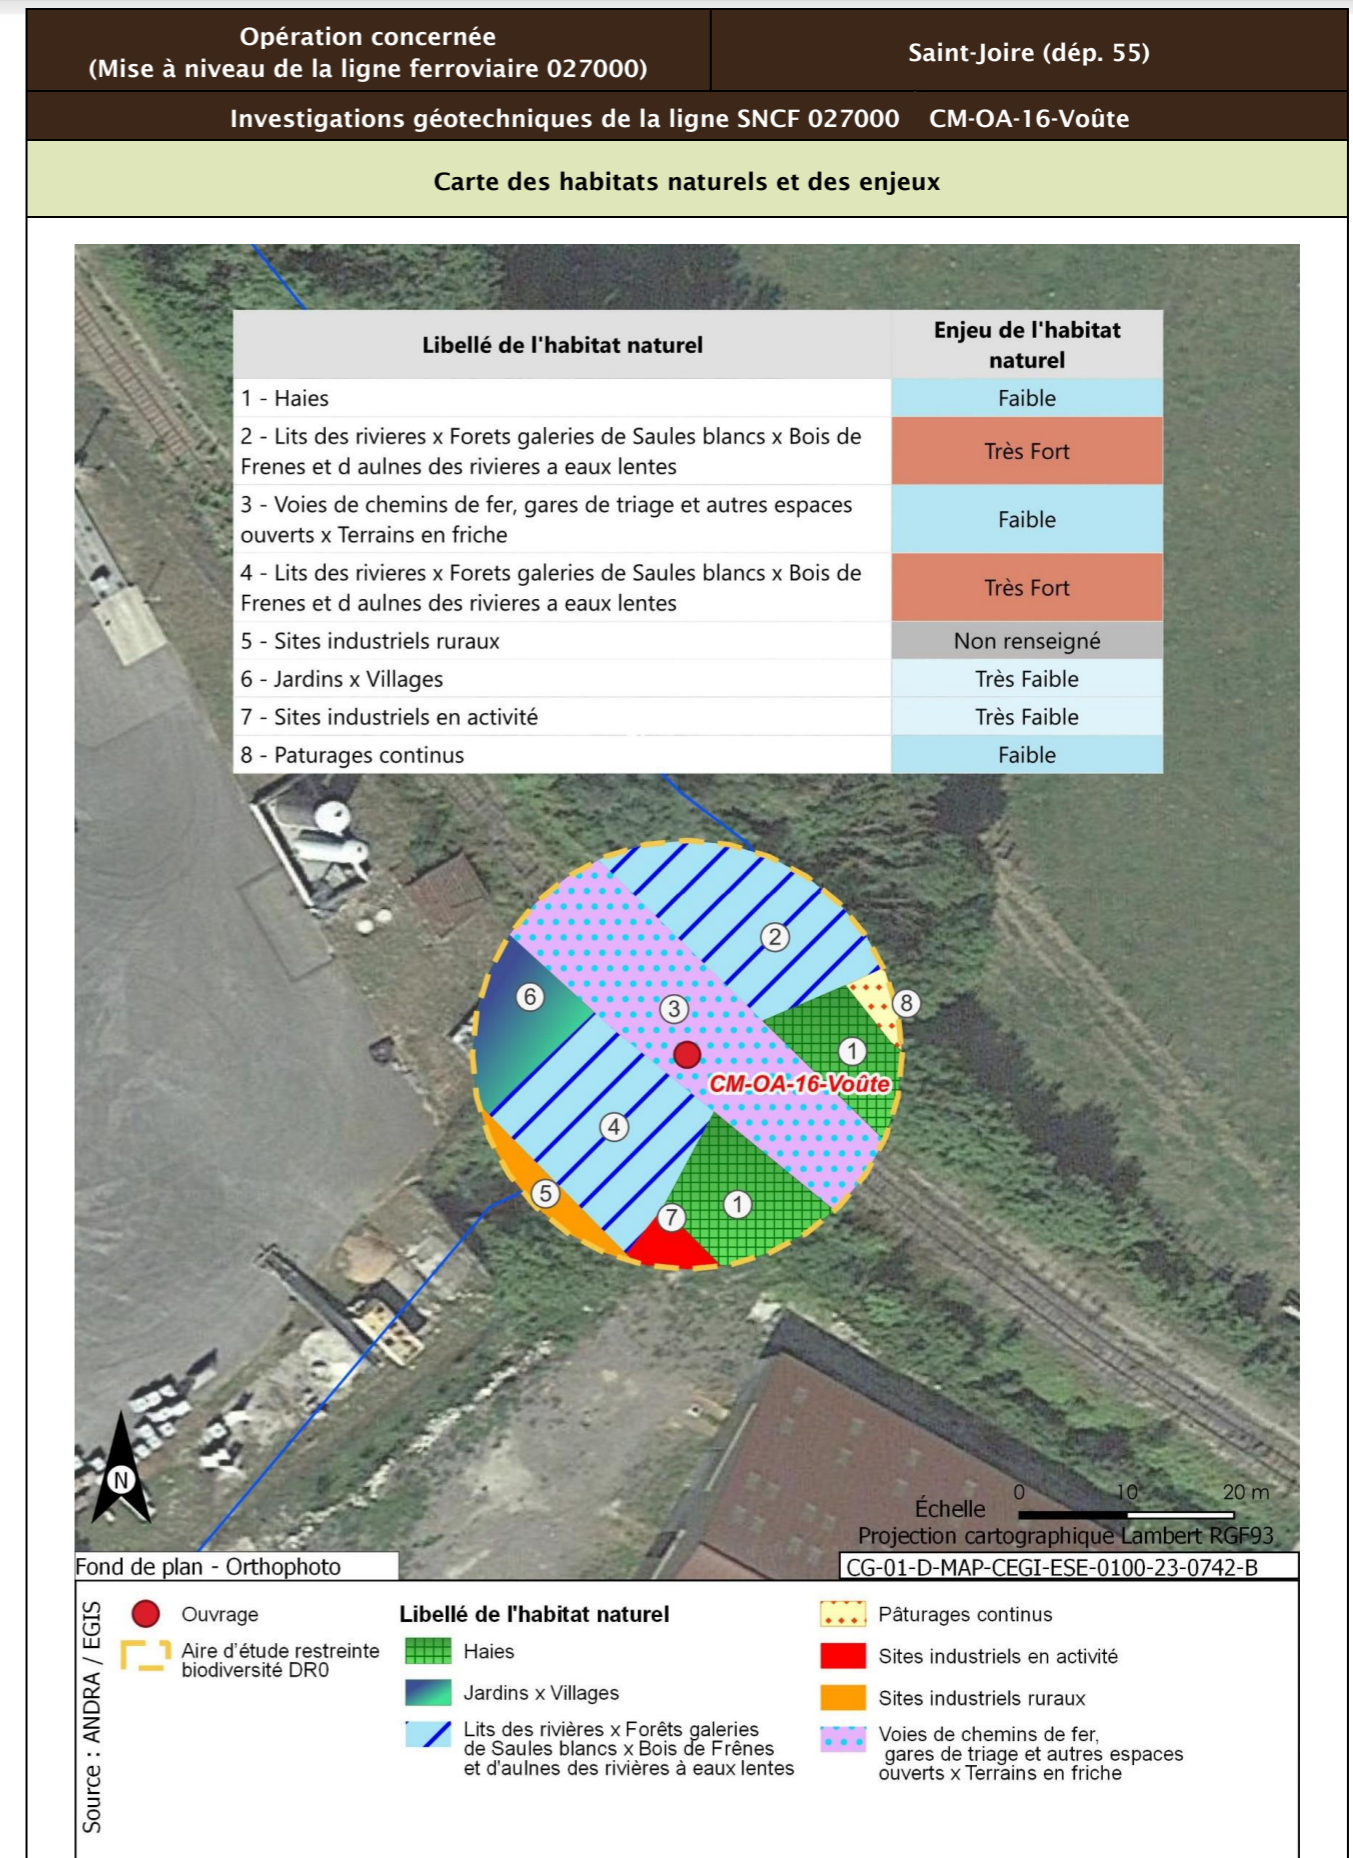 Opération concernée
(Mise à niveau de la ligne ferroviaire 027000)
Saint-Joire (dép. 55)
Investigations géotechniques de la ligne SNCF 027000 CM-OA-16-Voûte
Carte des habitats naturels et des enjeux
Libellé de l'habitat naturel
Enjeu de l'habitat
naturel
1 - Haies
Faible
2 - Lits des rivieres x Forets galeries de Saules blancs x Bois de
Frenes et d aulnes des rivieres a eaux lentes
Très Fort
3 - Voies de chemins de fer, gares de triage et autres espaces
ouverts x Terrains en friche
Faible
4 - Lits des rivieres x Forets galeries de Saules blancs x Bois de
Frenes et d aulnes des rivieres a eaux lentes
Très Fort
5 - Sites industriels ruraux
Non renseigné
6 - Jardins x Villages
Très Faible
7 - Sites industriels en activité
Très Faible
8 - Paturages continus
Faible
2
6
3
8
1
CM-OA-16-Voûte
4
5
7
1
N
0 10 20 m
Échelle
Projection cartographique Lambert RGF93
Fond de plan - Orthophoto
CG-01-D-MAP-CEGI-ESE-0100-23-0742-B
Source : ANDRA / EGIS
Ouvrage
Aire d'étude restreinte
biodiversité DR0
Libellé de l'habitat naturel
Haies
Jardins x Villages
Lits des rivières x Forêts galeries
de Saules blancs x Bois de Frênes
et d'aulnes des rivières à eaux lentes
Pâturages continus
Sites industriels en activité
Sites industriels ruraux
Voies de chemins de fer,
gares de triage et autres espaces
ouverts x Terrains en friche